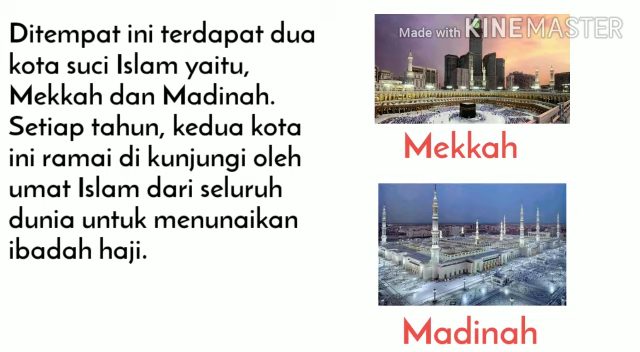 Ditempat ini terdapat dua
kota suci Islam yaitu,
Mekkah dan Madinah.
Setiap tahun, kedua kota
ini ramai di kunjungi oleh
umat Islam dari seluruh
dunia untuk menunaikan
ibadah haji.
Made with KINEMASTER
Mekkah
Madinah